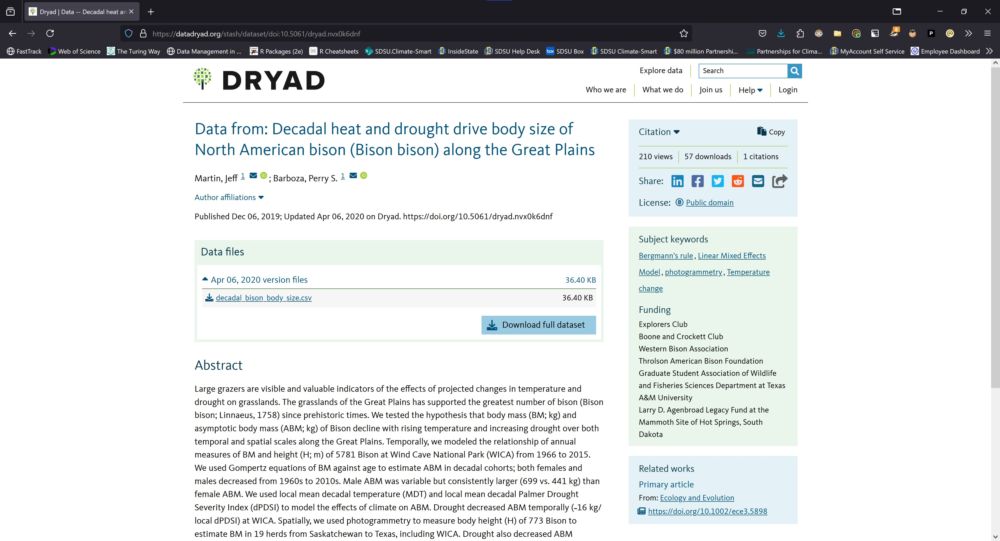 Dryad | Data -- Decadal heat an
https://datadryad.org/stash/dataset/doi:10.5061/dryad.nvx0k6dnf
8
P
FastTrack Web of Science The Turing Way Data Management in ... R Packages (2e) R Cheatsheets SDSU.Climate-Smart InsideState SDSU Help Desk box SDSU Box SDSU Climate-Smart $80 million Partnershi... Partnerships for Clima... MyAccount Self Service Employee Dashboard
DRYAD
Explore data
Search
Who we are What we do Join us Help Login
Data from: Decadal heat and drought drive body size of
North American bison (Bison bison) along the Great Plains
Martin, Jeff 1 iD ; Barboza, Perry S. 1 iD
Author affiliations
Published Dec 06, 2019; Updated Apr 06, 2020 on Dryad. https://doi.org/10.5061/dryad.nvx0k6dnf
Data files
Apr 06, 2020 version files 36.40 KB
decadal_bison_body_size.csv 36.40 KB
Download full dataset
Abstract
Large grazers are visible and valuable indicators of the effects of projected changes in temperature and
drought on grasslands. The grasslands of the Great Plains has supported the greatest number of bison (Bison
bison; Linnaeus, 1758) since prehistoric times. We tested the hypothesis that body mass (BM; kg) and
asymptotic body mass (ABM; kg) of Bison decline with rising temperature and increasing drought over both
temporal and spatial scales along the Great Plains. Temporally, we modeled the relationship of annual
measures of BM and height (H; m) of 5781 Bison at Wind Cave National Park (WICA) from 1966 to 2015.
We used Gompertz equations of BM against age to estimate ABM in decadal cohorts; both females and
males decreased from 1960s to 2010s. Male ABM was variable but consistently larger (699 vs. 441 kg) than
female ABM. We used local mean decadal temperature (MDT) and local mean decadal Palmer Drought
Severity Index (dPDSI) to model the effects of climate on ABM. Drought decreased ABM temporally (-16 kg/
local dPDSI) at WICA. Spatially, we used photogrammetry to measure body height (H) of 773 Bison to
estimate BM in 19 herds from Saskatchewan to Texas, including WICA. Drought also decreased ABM
Citation Copy
210 views 57 downloads 1 citations
Share:
License: Public domain
Subject keywords
Bergmann's rule, Linear Mixed Effects
Model, photogrammetry, Temperature
change
Funding
Explorers Club
Boone and Crockett Club
Western Bison Association
Throlson American Bison Foundation
Graduate Student Association of Wildlife
and Fisheries Sciences Department at Texas
A&M University
Larry D. Agenbroad Legacy Fund at the
Mammoth Site of Hot Springs, South
Dakota
Related works
Primary article
From: Ecology and Evolution
https://doi.org/10.1002/ece3.5898